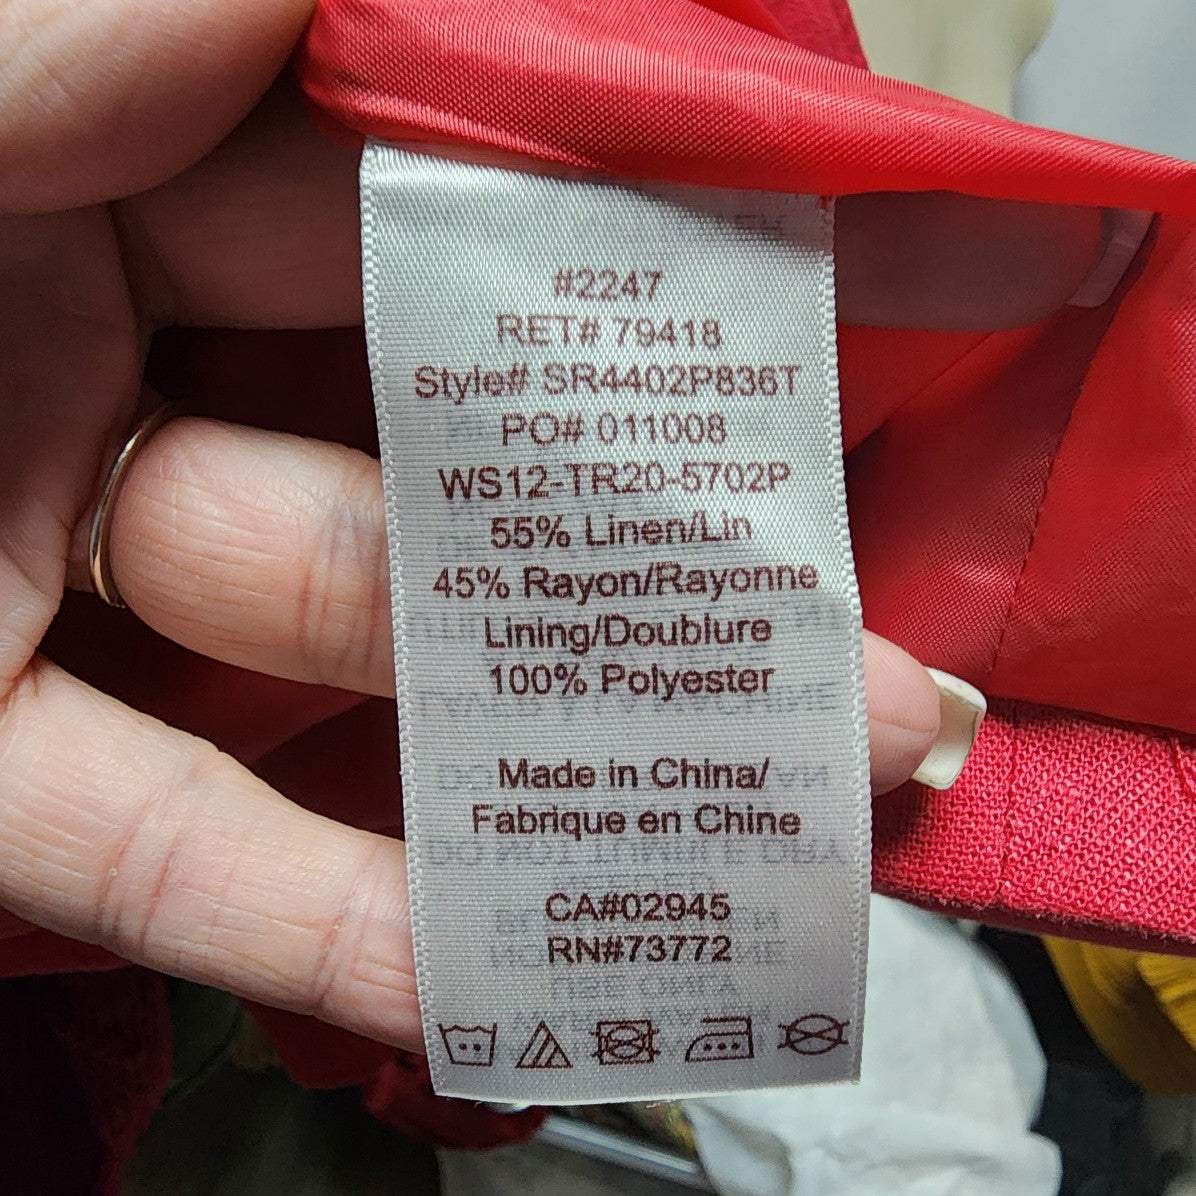 #2247
RET# 79418
Style# SR4402P836T
PO# 011008
WS12-TR20-5702P
55% Linen/Lin
45% Rayon/Rayonne
Lining/Doublure
100% Polyester
Made in China/
Fabrique en Chine
CA#02945
RN#73772